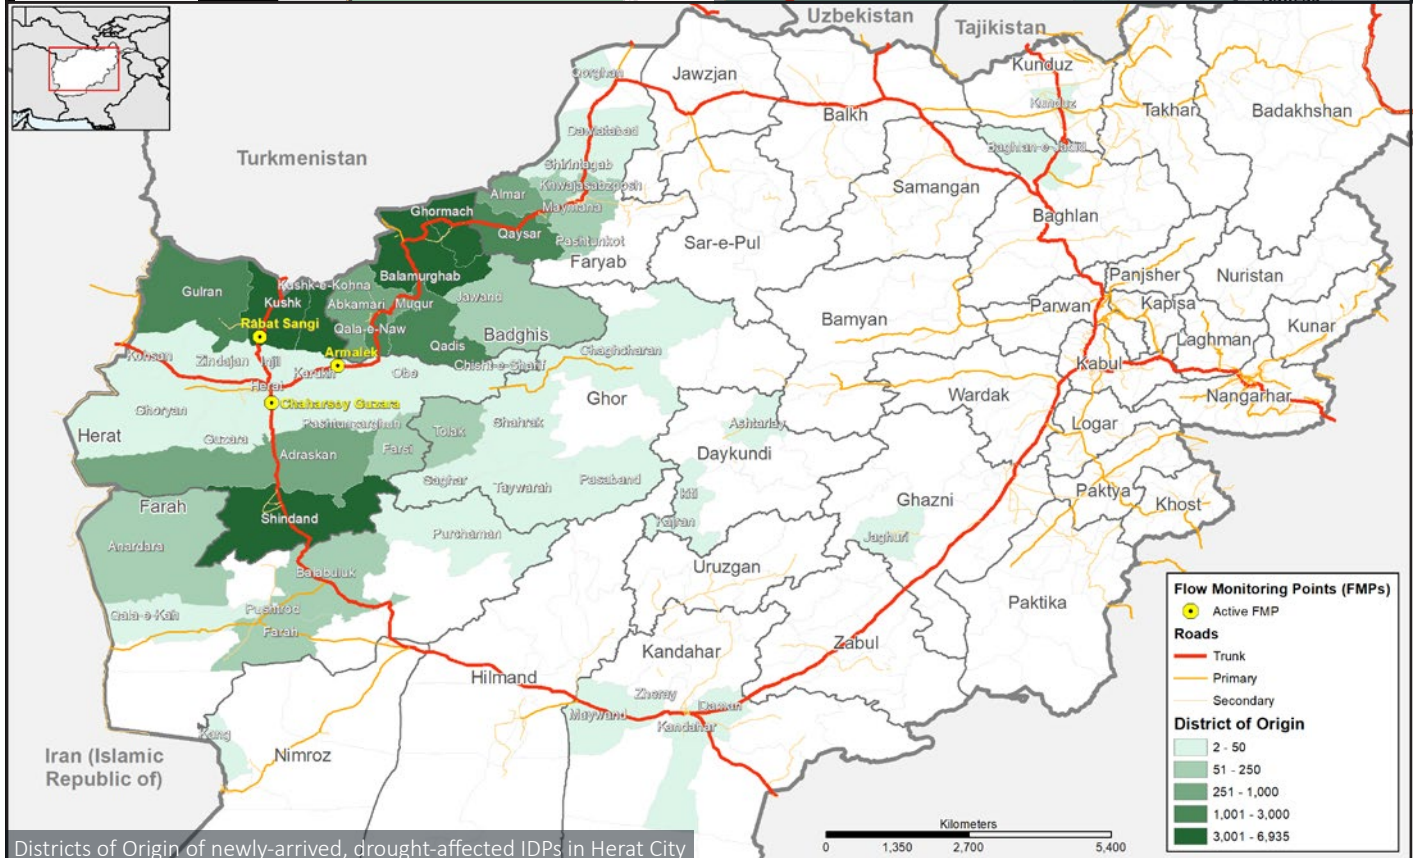 Uzbekistan
Tajikistan
Turkmenistan
Iran (Islamic
Republic of)
Qorghan
Jawzjan
Balkh
Kunduz
Kunduz
Takhar
Badakhshan
Dawlatabad
Shirintagab
Baghlan-e-Jadid
Almar
Khwajasabzposh
Samangan
Ghormach
Maymana
Baghlan
Qaysar
Pashtunkot
Sar-e-Pul
Faryab
Balamurghab
Panjsher
Nuristan
Gulran
Kushk-e-Kohna
Kushk
Abkamari
Muqur
Jawand
Parwan
Kapisa
Rabat Sangi
Qala-e-Naw
Badghis
Bamyan
Laghman
Kunar
Kohsan
Zindajan
Injil
Armalek
Qadis
Chaghcharan
Karukh
Obe
Chisht-e-Sharif
Kabul
Herat
Wardak
Nangarhar
Ghoryan
Chaharsoy Guzara
Ghor
Pashtunzarghun
Shahrak
Ashtarlay
Logar
Herat
Guzara
Tolak
Adraskan
Farsi
Daykundi
Saghar
Taywarah
Pasaband
Kiti
Ghazni
Paktya
Khost
Farah
Shindand
Kajran
Anardara
Purchaman
Jaghuri
Balabuluk
Uruzgan
Qala-e-Kah
Pushtrod
Paktika
Farah
Kandahar
Zabul
Hilmand
Zheray
Maywand
Daman
Kandahar
Kang
Nimroz
Flow Monitoring Points (FMPs)
Active FMP
Roads
Trunk
Primary
Secondary
District of Origin
2 - 50
51 - 250
251 - 1,000
1,001 - 3,000
3,001 - 6,935
Kilometers
0 1,350 2,700 5,400
Districts of Origin of newly-arrived, drought-affected IDPs in Herat City